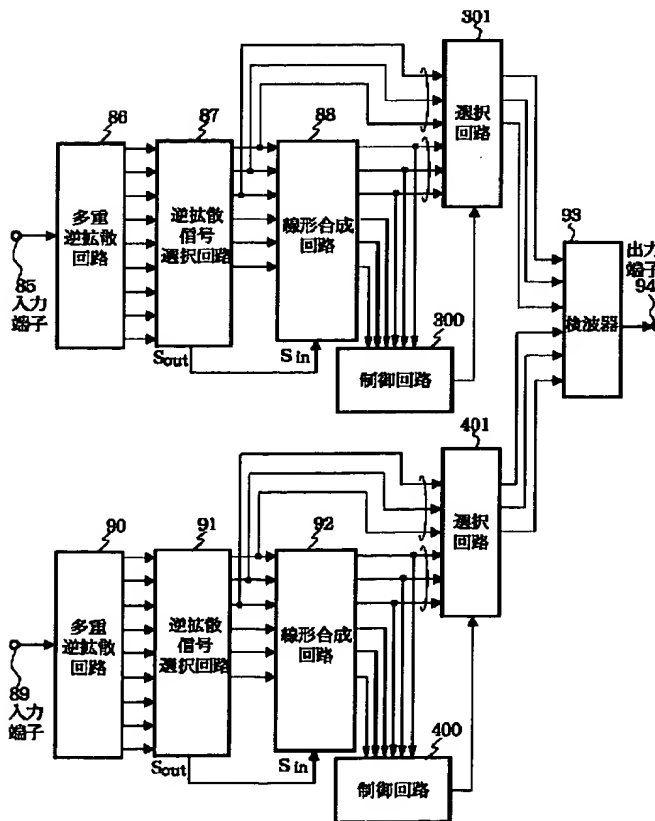 301
86
87
88
選択
回路
多重
逆拡散
回路
逆拡散
信号
選択回路
線形合成
回路
93
出力
端子
94
検波器
85
入力
端子
300
Sout
Sin
制御回路
401
90
91
92
選択
回路
多重
逆拡散
回路
逆拡散
信号
選択回路
線形合成
回路
89
入力
端子
400
Sout
Sin
制御回路